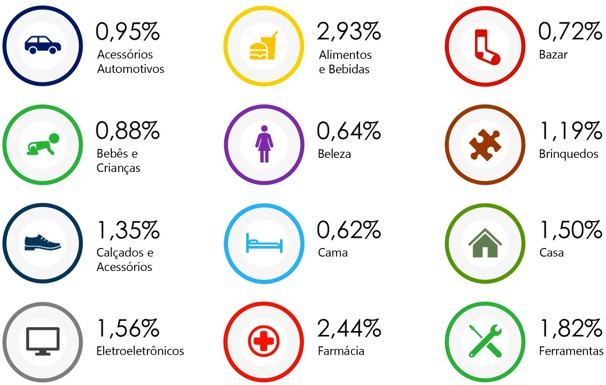 0,95%
Acessórios
Automotivos
2,93%
Alimentos
e Bebidas
0,72%
Bazar
0,88%
Bebês e
Crianças
0,64%
Beleza
1,19%
Brinquedos
1,35%
Calçados e
Acessórios
0,62%
Cama
1,50%
Casa
1,56%
Eletroeletrônicos
2,44%
Farmácia
1,82%
Ferramentas